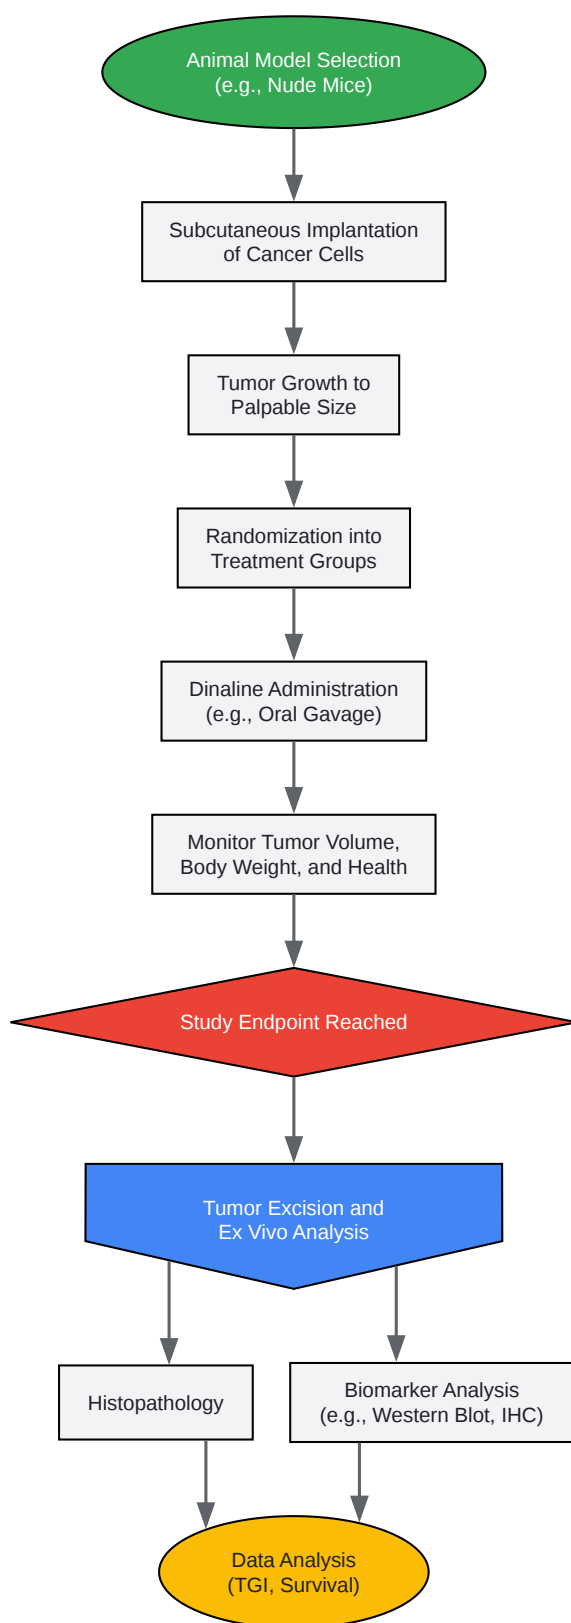 Animal Model Selection
(e.g., Nude Mice)
Subcutaneous Implantation
of Cancer Cells
Tumor Growth to
Palpable Size
Randomization into
Treatment Groups
Dinaline Administration
(e.g., Oral Gavage)
Monitor Tumor Volume,
Body Weight, and Health
Study Endpoint Reached
Tumor Excision and
Ex Vivo Analysis
Histopathology
Biomarker Analysis
(e.g., Western Blot, IHC)
Data Analysis
(TGI, Survival)